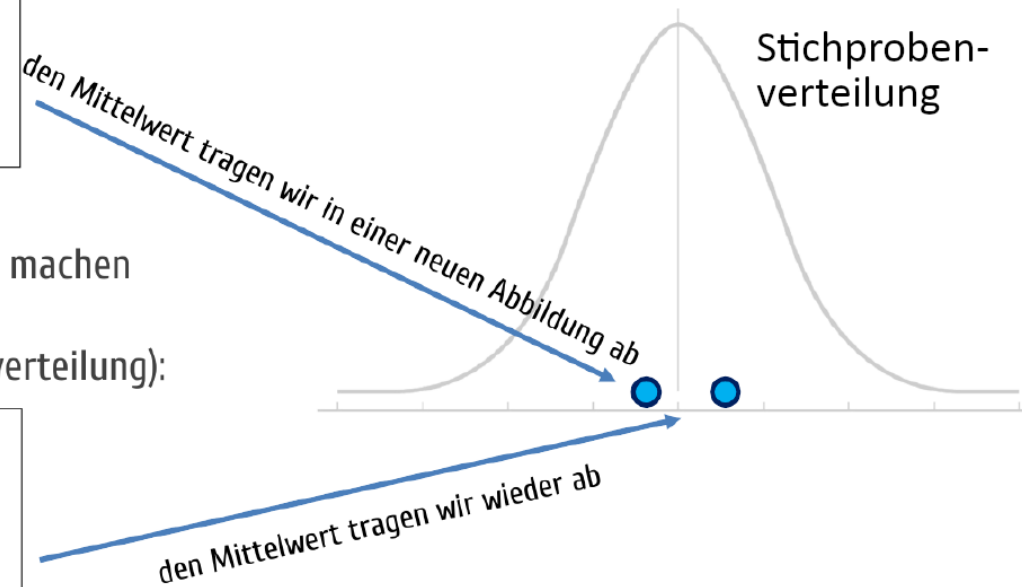 Stichproben-
verteilung
den Mittelwert tragen wir in einer neuen Abbildung ab
machen
verteilung):
den Mittelwert tragen wir wieder ab